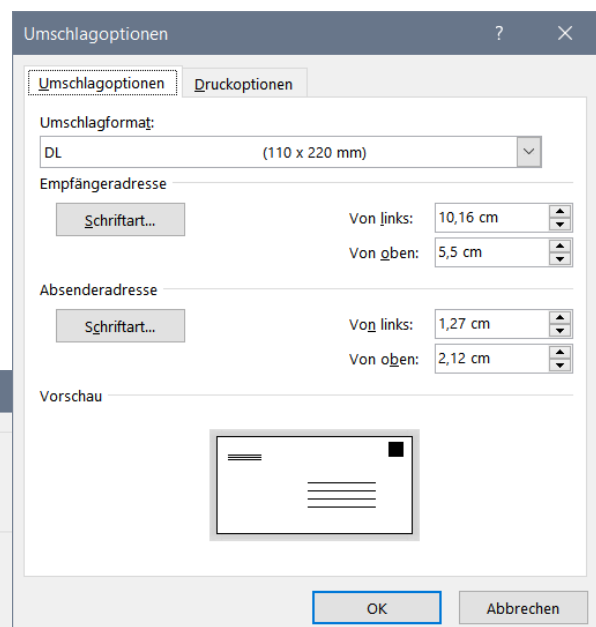 Umschlagoptionen ? ×
Umschlagoptionen Druckoptionen
Umschlagformat:
DL (110 x 220 mm)
Empfängeradresse
Schriftart... Von links: 10,16 cm
Von oben: 5,5 cm
Absenderadresse
Schriftart... Von links: 1,27 cm
Von oben: 2,12 cm
Vorschau
OK Abbrechen